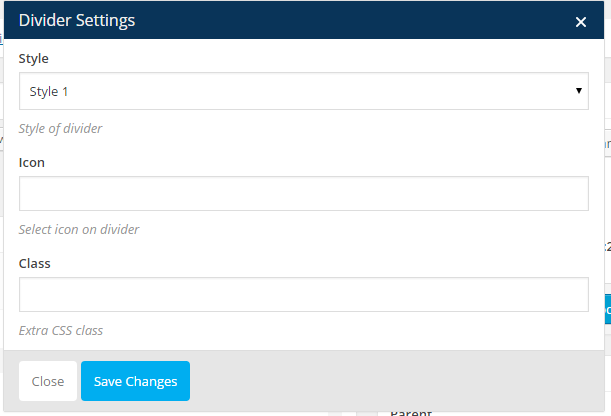 Divider Settings
Style
Style 1
Style of divider
Icon
Select icon on divider
Class
Extra CSS class
Close
Save Changes
Parent